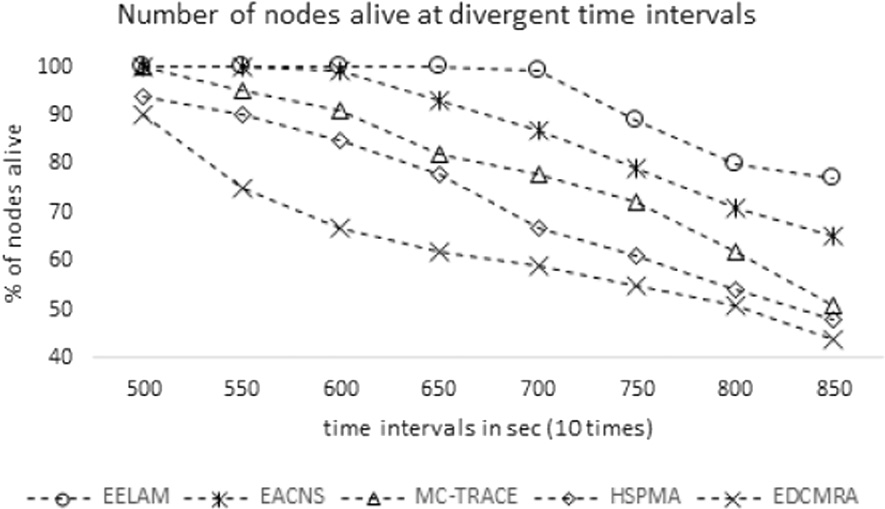 Number of nodes alive at divergent time intervals
100
90
80
70
60
50
40
% of nodes alive
500 550 600 650 700 750 800 850
time intervals in sec (10 times)
EELAM EACNS MC-TRACE HSPMA EDCMRA